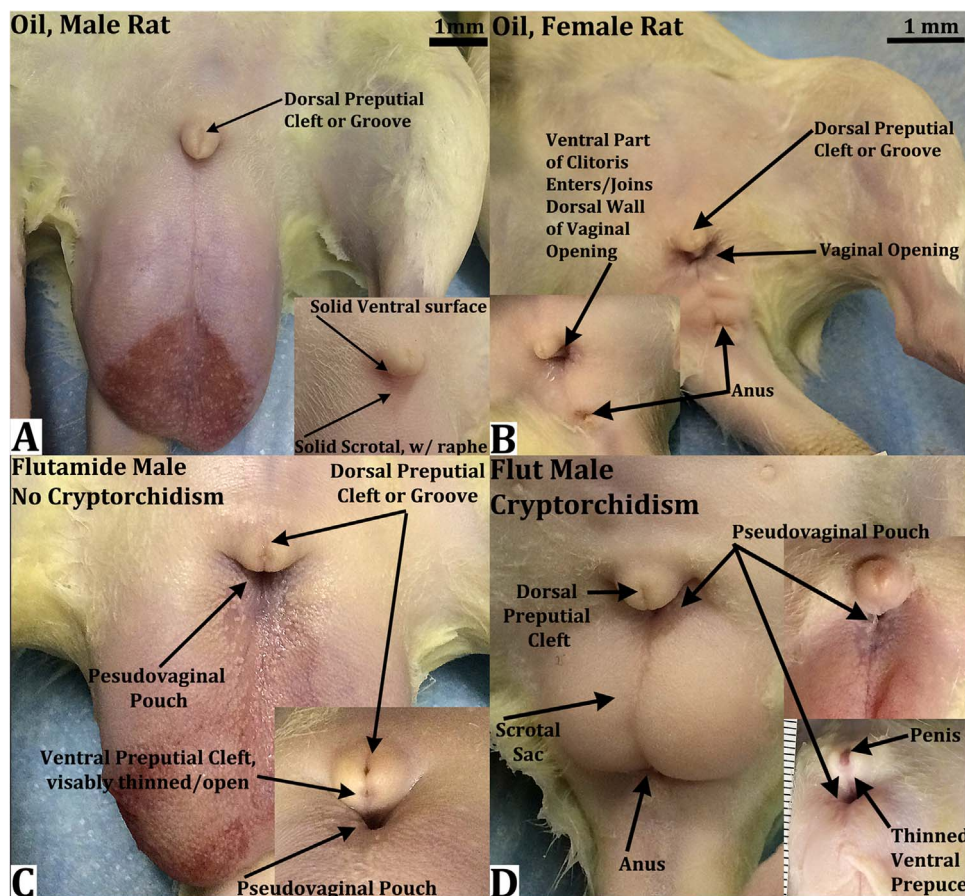 Oil, Male Rat
1mm
Dorsal Preputial
Cleft or Groove
Solid Ventral surface
Solid Scrotal, w/ raphe
A
Oil, Female Rat
1 mm
Ventral Part
of Clitoris
Enters/Joins
Dorsal Wall
of Vaginal
Opening
Dorsal Preputial
Cleft or Groove
Vaginal Opening
Anus
B
Flutamide Male
No Cryptorchidism
Dorsal Preputial
Cleft or Groove
Pesudovaginal
Pouch
Ventral Preputial Cleft,
visably thinned/open
Pseudovaginal Pouch
C
Flut Male
Cryptorchidism
Pseudovaginal Pouch
Dorsal
Preputial
Cleft
Scrotal
Sac
Anus
Penis
Thinned
Ventral
Prepuce
D